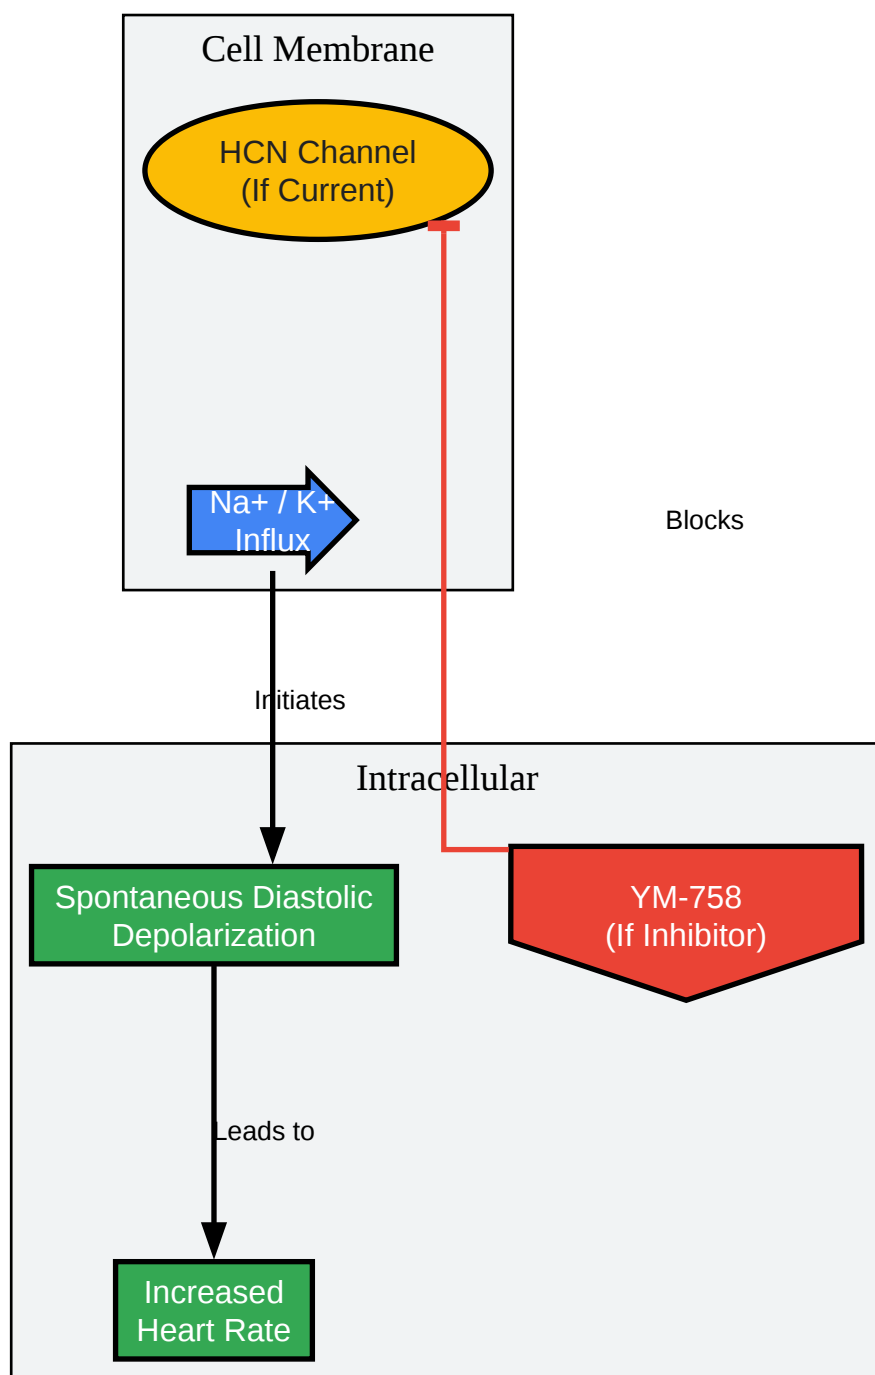 Cell Membrane
HCN Channel
(If Current)
Na+ / K+
Influx
Blocks
Initiates
Intracellular
Spontaneous Diastolic
Depolarization
YM-758
(If Inhibitor)
Leads to
Increased
Heart Rate